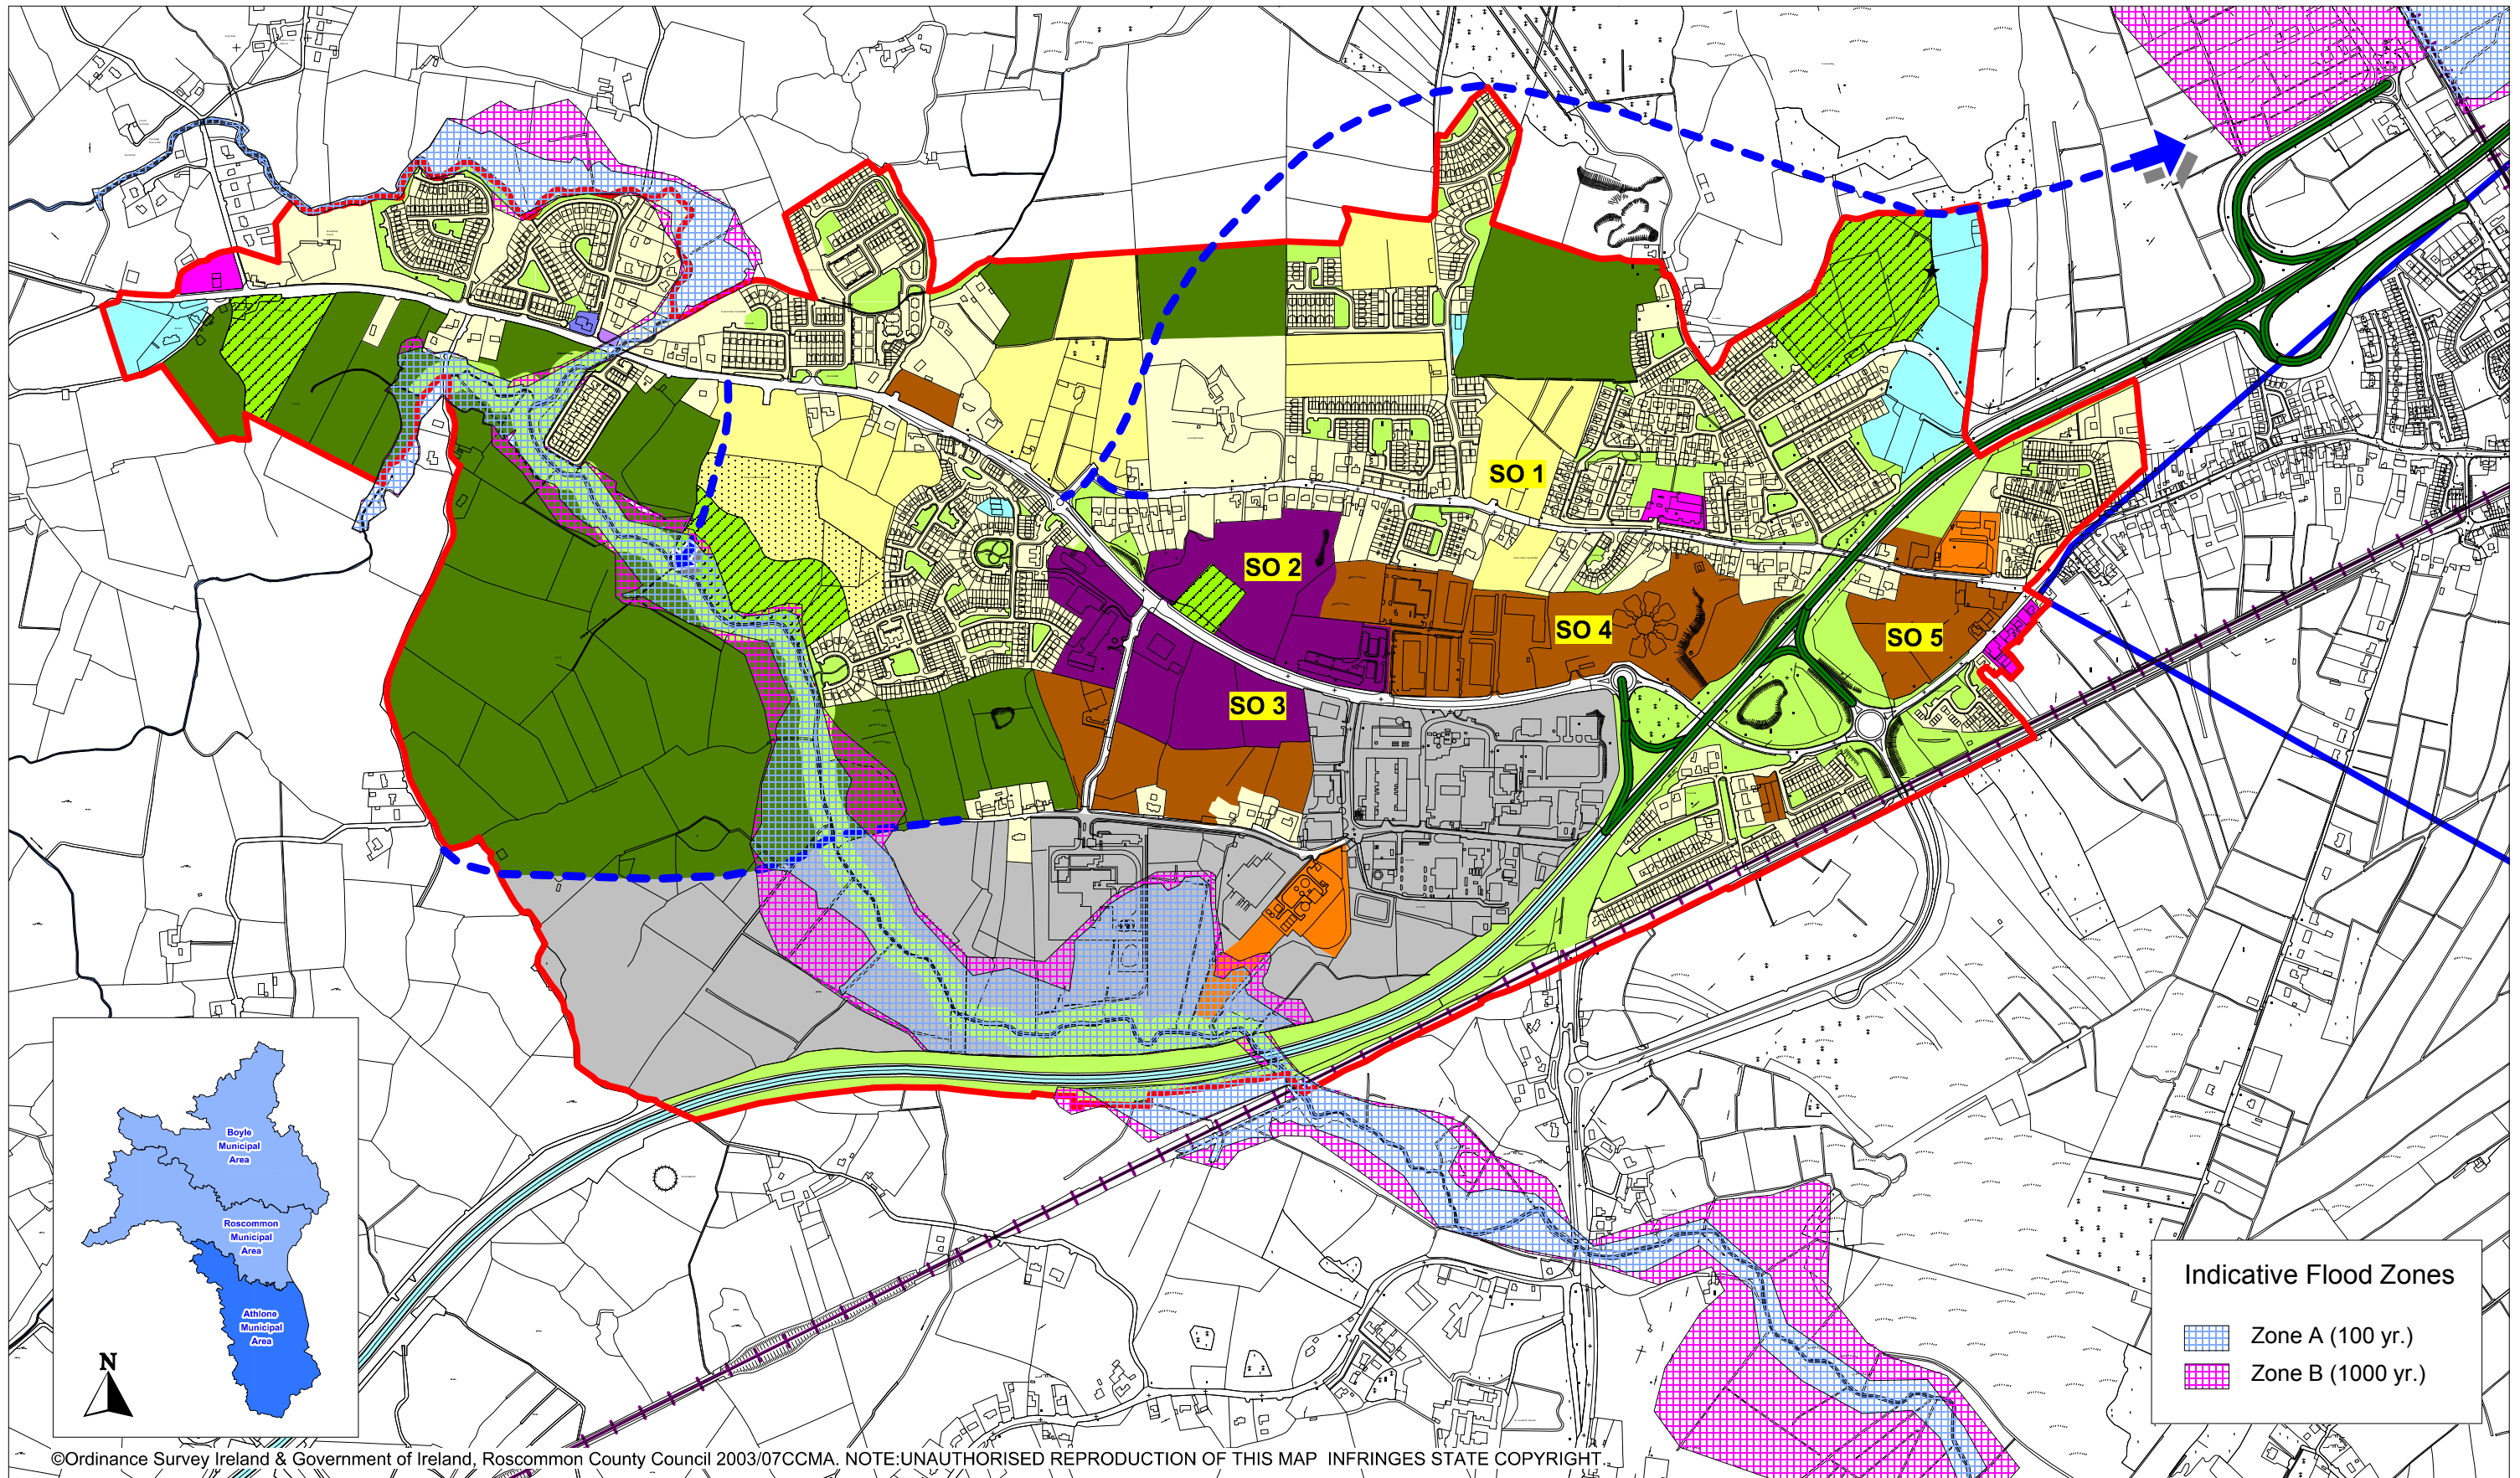 SO 1
SO 2
SO 4
SO 5
SO 3
Boyle
Municipal
Area
Roscommon
Municipal
Area
Athlone
Municipal
Area
N
Indicative Flood Zones
Zone A (100 yr.)
Zone B (1000 yr.)
©Ordinance Survey Ireland & Government of Ireland, Roscommon County Council 2003/07CCMA. NOTE:UNAUTHORISED REPRODUCTION OF THIS MAP INFRINGES STATE COPYRIGHT.